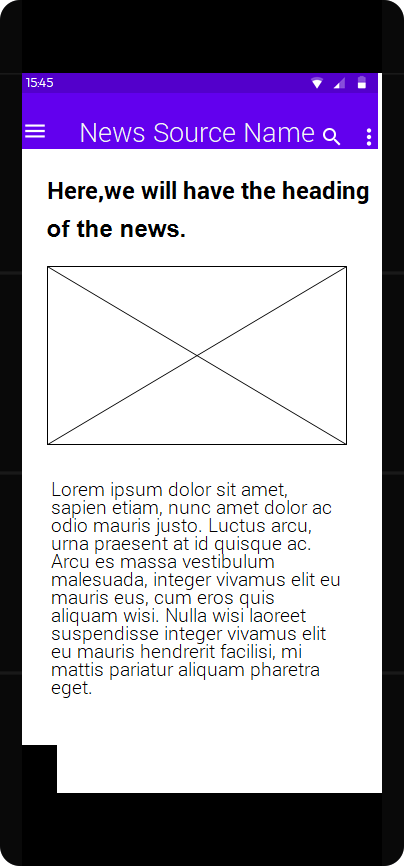 15:45
News Source Name
Here,we will have the heading
of the news.
Lorem ipsum dolor sit amet,
sapien etiam, nunc amet dolor ac
odio mauris justo. Luctus arcu,
urna praesent at id quisque ac.
Arcu es massa vestibulum
malesuada, integer vivamus elit eu
mauris eus, cum eros quis
aliquam wisi. Nulla wisi laoreet
suspendisse integer vivamus elit
eu mauris hendrerit facilisi, mi
mattis pariatur aliquam pharetra
eget.